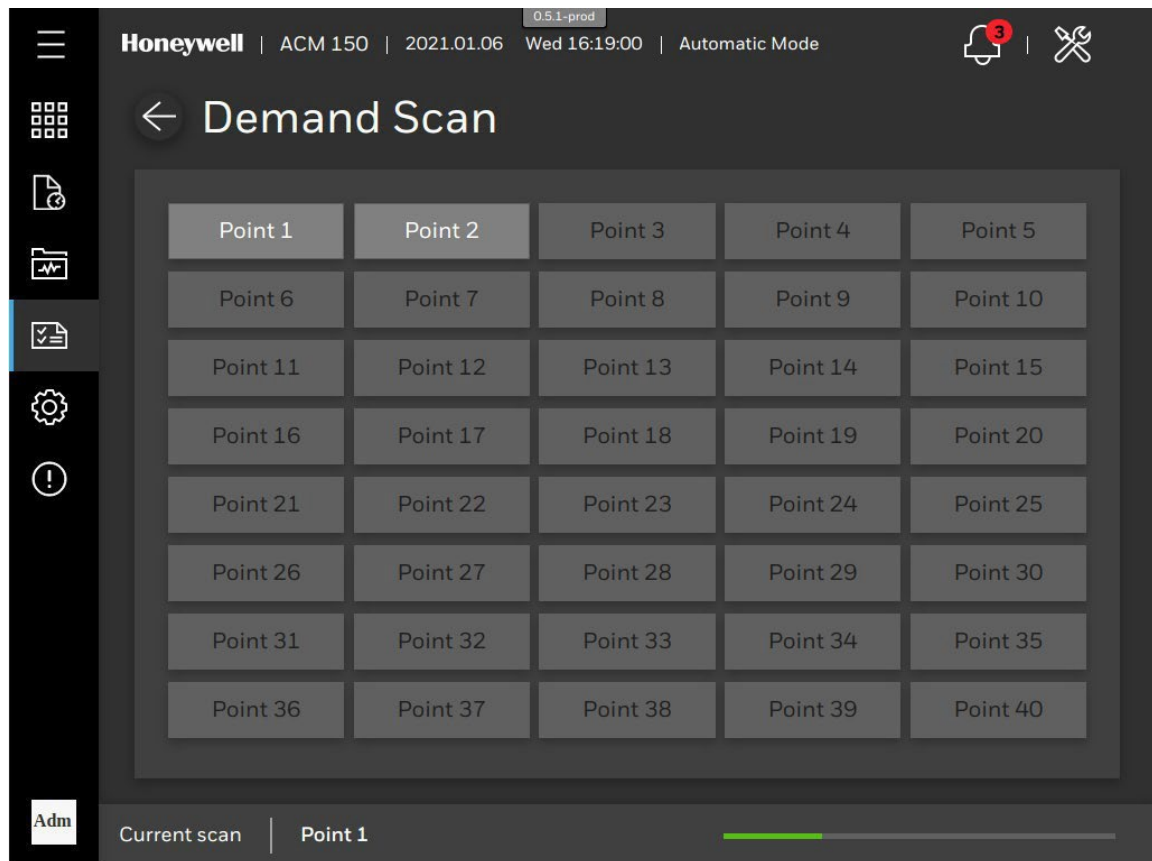 0.5.1-prod
Honeywell | ACM 150 | 2021.01.06 Wed 16:19:00 | Automatic Mode
3
Demand Scan
Point 1 Point 2 Point 3 Point 4 Point 5
Point 6 Point 7 Point 8 Point 9 Point 10
Point 11 Point 12 Point 13 Point 14 Point 15
Point 16 Point 17 Point 18 Point 19 Point 20
Point 21 Point 22 Point 23 Point 24 Point 25
Point 26 Point 27 Point 28 Point 29 Point 30
Point 31 Point 32 Point 33 Point 34 Point 35
Point 36 Point 37 Point 38 Point 39 Point 40
Adm
Current scan | Point 1